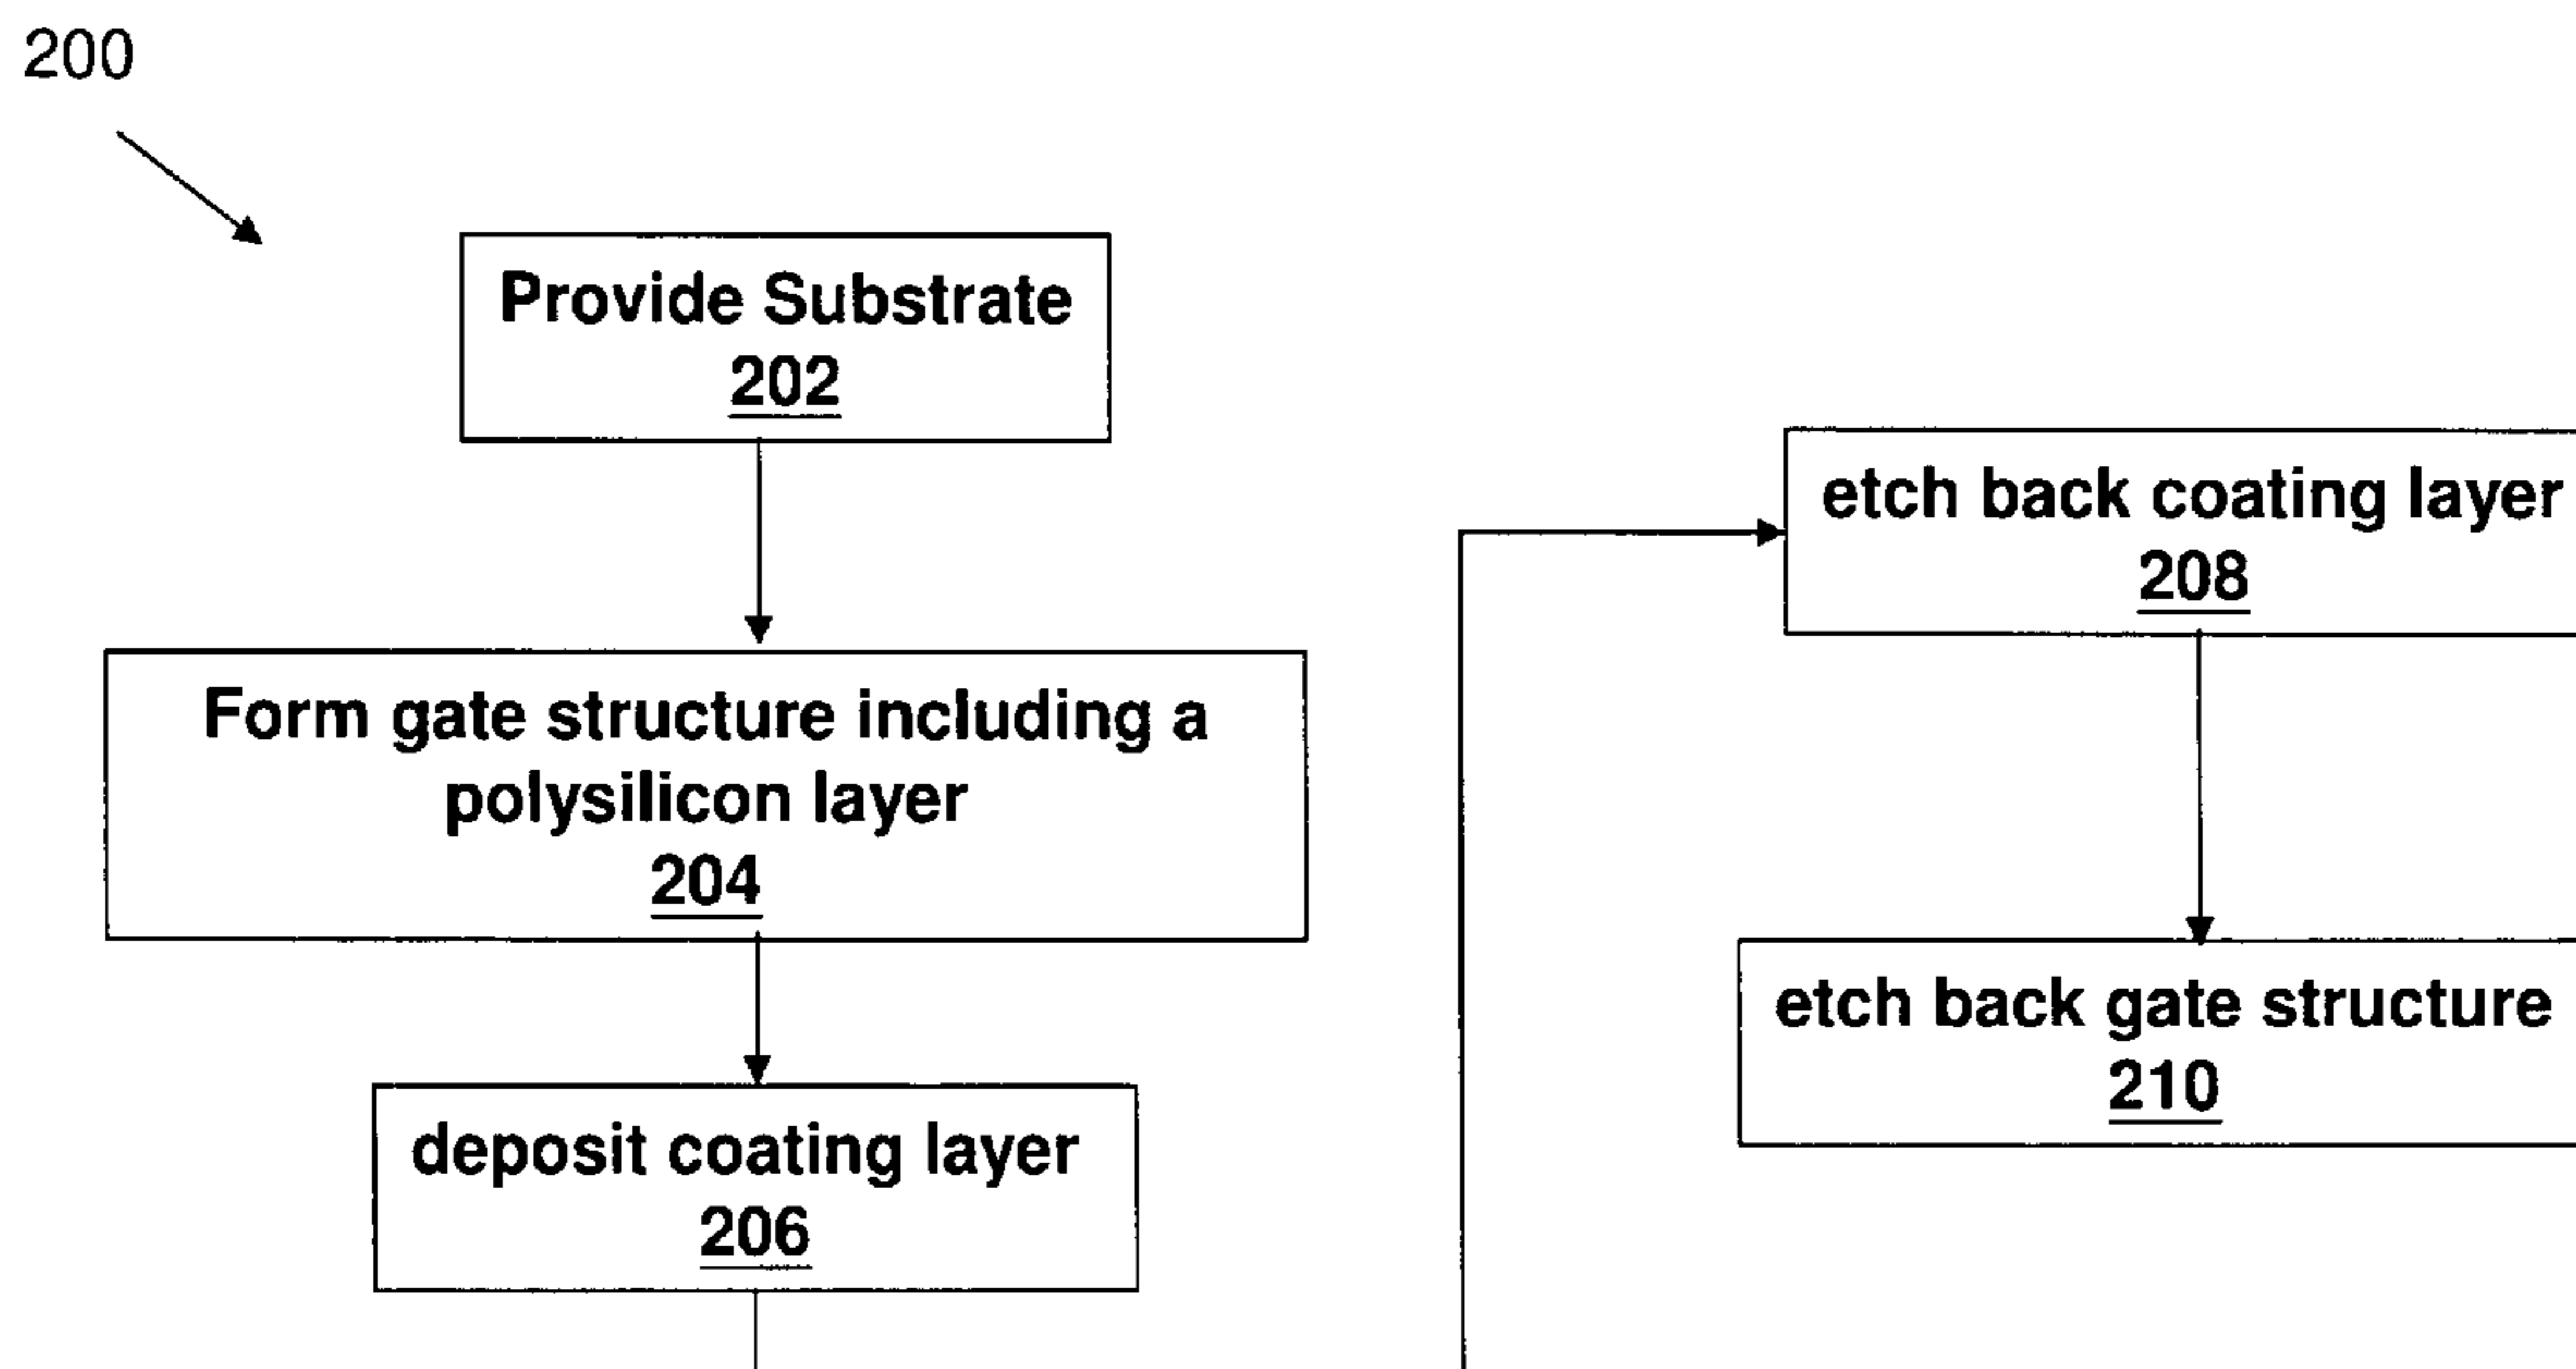 200
Provide Substrate
202
Form gate structure including a
polysilicon layer
204
deposit coating layer
206
etch back coating layer
208
etch back gate structure
210